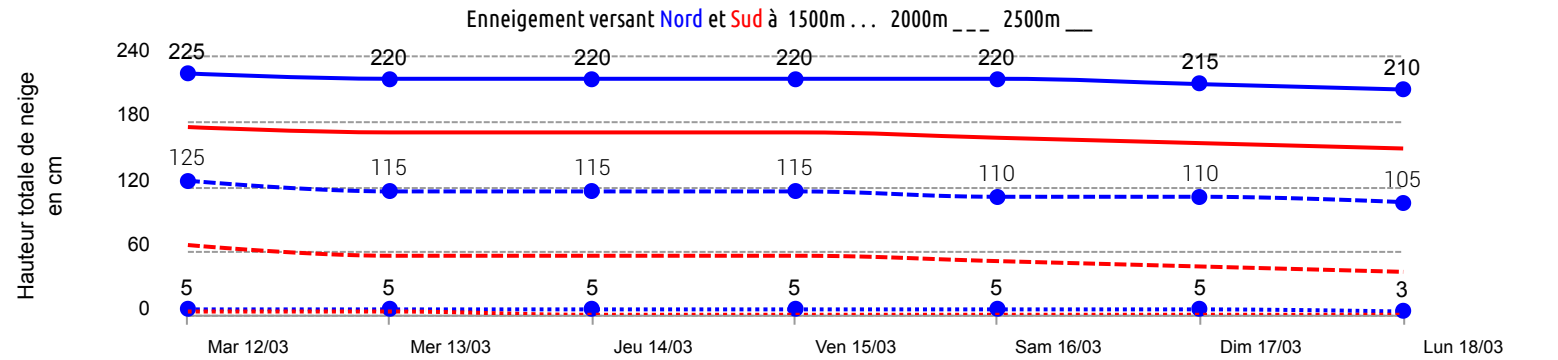 Enneigement versant Nord et Sud à 1500m . . . 2000m _ _ _ 2500m __
Hauteur totale de neige
en cm
240
180
120
60
0
225 220 220 220 220 215 210
125 115 115 115 110 110 105
5 5 5 5 5 5 3
Mar 12/03 Mer 13/03 Jeu 14/03 Ven 15/03 Sam 16/03 Dim 17/03 Lun 18/03